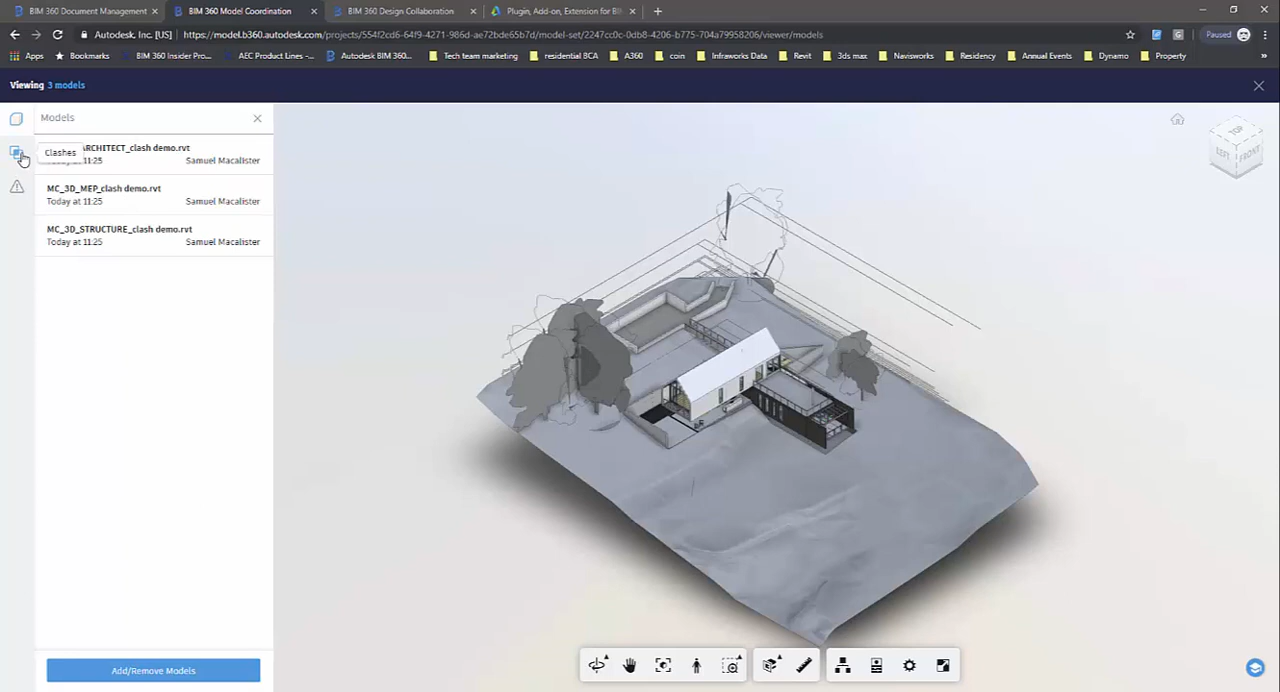 BIM 360 Document Management
BIM 360 Model Coordination
BIM 360 Design Collaboration
Plugin, Add-on, Extension for BI
Autodesk, Inc. [US]
https://model.b360.autodesk.com/projects/554f2cd6-64f9-4271-986d-ae72bde65b7d/model-set/2247cc0c-0db8-4206-b775-704a79958206/viewer/models
Paused
Apps
Bookmarks
BIM 360 Insider Pro...
AEC Product Lines -...
Autodesk BIM 360...
Tech team marketing
residential BCA
A360
coin
Infraworks Data
Revit
3ds max
Navisworks
Residency
Annual Events
Dynamo
Property
Viewing 3 models
Models
Clashes
ARCHITECT_clash demo.rvt
11:25 Samuel Macalister
MC_3D_MEP_clash demo.rvt
Today at 11:25 Samuel Macalister
MC_3D_STRUCTURE_clash demo.rvt
Today at 11:25 Samuel Macalister
TOP
LEFT
FRONT
Add/Remove Models